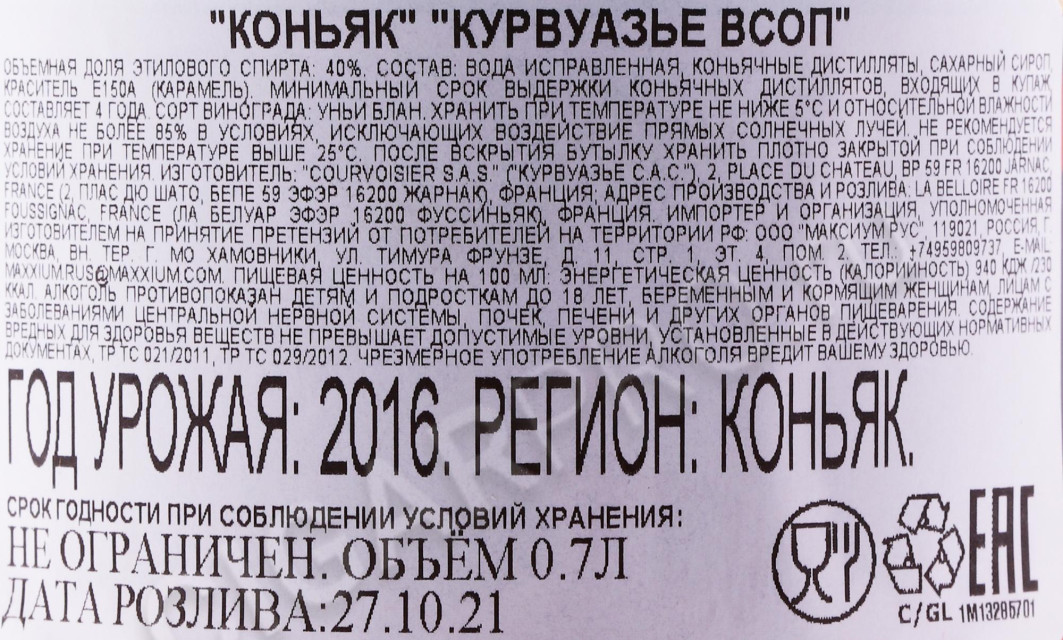 "КОНЬЯК" "КУРВУАЗЬЕ ВСОП"
ОБЪЕМНАЯ ДОЛЯ ЭТИЛОВОГО СПИРТА: 40%. СОСТАВ: ВОДА ИСПРАВЛЕННАЯ, КОНЬЯЧНЫЕ ДИСТИЛЛЯТЫ, САХАРНЫЙ СИРОП,
КРАСИТЕЛЬ Е150А (КАРАМЕЛЬ). МИНИМАЛЬНЫЙ СРОК ВЫДЕРЖКИ КОНЬЯЧНЫХ ДИСТИЛЛЯТОВ, ВХОДЯЩИХ В КУПАЖ,
СОСТАВЛЯЕТ 4 ГОДА. СОРТ ВИНОГРАДА: УНЬИ БЛАН. ХРАНИТЬ ПРИ ТЕМПЕРАТУРЕ НЕ НИЖЕ 5°С И ОТНОСИТЕЛЬНОЙ ВЛАЖНОСТИ
ВОЗДУХА НЕ БОЛЕЕ 85% В УСЛОВИЯХ, ИСКЛЮЧАЮЩИХ ВОЗДЕЙСТВИЕ ПРЯМЫХ СОЛНЕЧНЫХ ЛУЧЕЙ. НЕ РЕКОМЕНДУЕТСЯ
ХРАНЕНИЕ ПРИ ТЕМПЕРАТУРЕ ВЫШЕ 25°С. ПОСЛЕ ВСКРЫТИЯ БУТЫЛКУ ХРАНИТЬ ПЛОТНО ЗАКРЫТОЙ ПРИ СОБЛЮДЕНИИ
УСЛОВИЙ ХРАНЕНИЯ. ИЗГОТОВИТЕЛЬ: "COURVOISIER S.A.S." ("КУРВУАЗЬЕ С.А.С."), 2, PLACE DU CHATEAU, BP 59 FR 16200 JARNAC,
FRANCE (2, ПЛАС ДЮ ШАТО, БЕПЕ 59 ЭФЭР 16200 ЖАРНАК), ФРАНЦИЯ; АДРЕС ПРОИЗВОДСТВА И РОЗЛИВА: LA BELLOIRE FR 16200
FOUSSIGNAC, FRANCE (ЛА БЕЛУАР ЭФЭР 16200 ФУССИНЬЯК), ФРАНЦИЯ. ИМПОРТЕР И ОРГАНИЗАЦИЯ, УПОЛНОМОЧЕННАЯ
ИЗГОТОВИТЕЛЕМ НА ПРИНЯТИЕ ПРЕТЕНЗИЙ ОТ ПОТРЕБИТЕЛЕЙ НА ТЕРРИТОРИИ РФ: ООО "МАКСИУМ РУС", 119021, РОССИЯ, Г.
МОСКВА, ВН. ТЕР. Г. МО ХАМОВНИКИ, УЛ. ТИМУРА ФРУНЗЕ, Д. 11, СТР. 1, ЭТ. 4, ПОМ. 2. ТЕЛ.: +74959809737, E-MAIL:
MAXXIUM.RUS@MAXXIUM.COM. ПИЩЕВАЯ ЦЕННОСТЬ НА 100 МЛ: ЭНЕРГЕТИЧЕСКАЯ ЦЕННОСТЬ (КАЛОРИЙНОСТЬ) 940 КДЖ /230
ККАЛ. АЛКОГОЛЬ ПРОТИВОПОКАЗАН ДЕТЯМ И ПОДРОСТКАМ ДО 18 ЛЕТ, БЕРЕМЕННЫМ И КОРМЯЩИМ ЖЕНЩИНАМ, ЛИЦАМ С
ЗАБОЛЕВАНИЯМИ ЦЕНТРАЛЬНОЙ НЕРВНОЙ СИСТЕМЫ, ПОЧЕК, ПЕЧЕНИ И ДРУГИХ ОРГАНОВ ПИЩЕВАРЕНИЯ. СОДЕРЖАНИЕ
ВРЕДНЫХ ДЛЯ ЗДОРОВЬЯ ВЕЩЕСТВ НЕ ПРЕВЫШАЕТ ДОПУСТИМЫЕ УРОВНИ, УСТАНОВЛЕННЫЕ В ДЕЙСТВУЮЩИХ НОРМАТИВНЫХ
ДОКУМЕНТАХ, ТР ТС 021/2011, ТР ТС 029/2012. ЧРЕЗМЕРНОЕ УПОТРЕБЛЕНИЕ АЛКОГОЛЯ ВРЕДИТ ВАШЕМУ ЗДОРОВЬЮ.
ГОД УРОЖАЯ: 2016. РЕГИОН: КОНЬЯК.
СРОК ГОДНОСТИ ПРИ СОБЛЮДЕНИИ УСЛОВИЙ ХРАНЕНИЯ:
НЕ ОГРАНИЧЕН. ОБЪЁМ 0.7Л
ДАТА РОЗЛИВА:27.10.21
EAC
C/GL 1M13285701